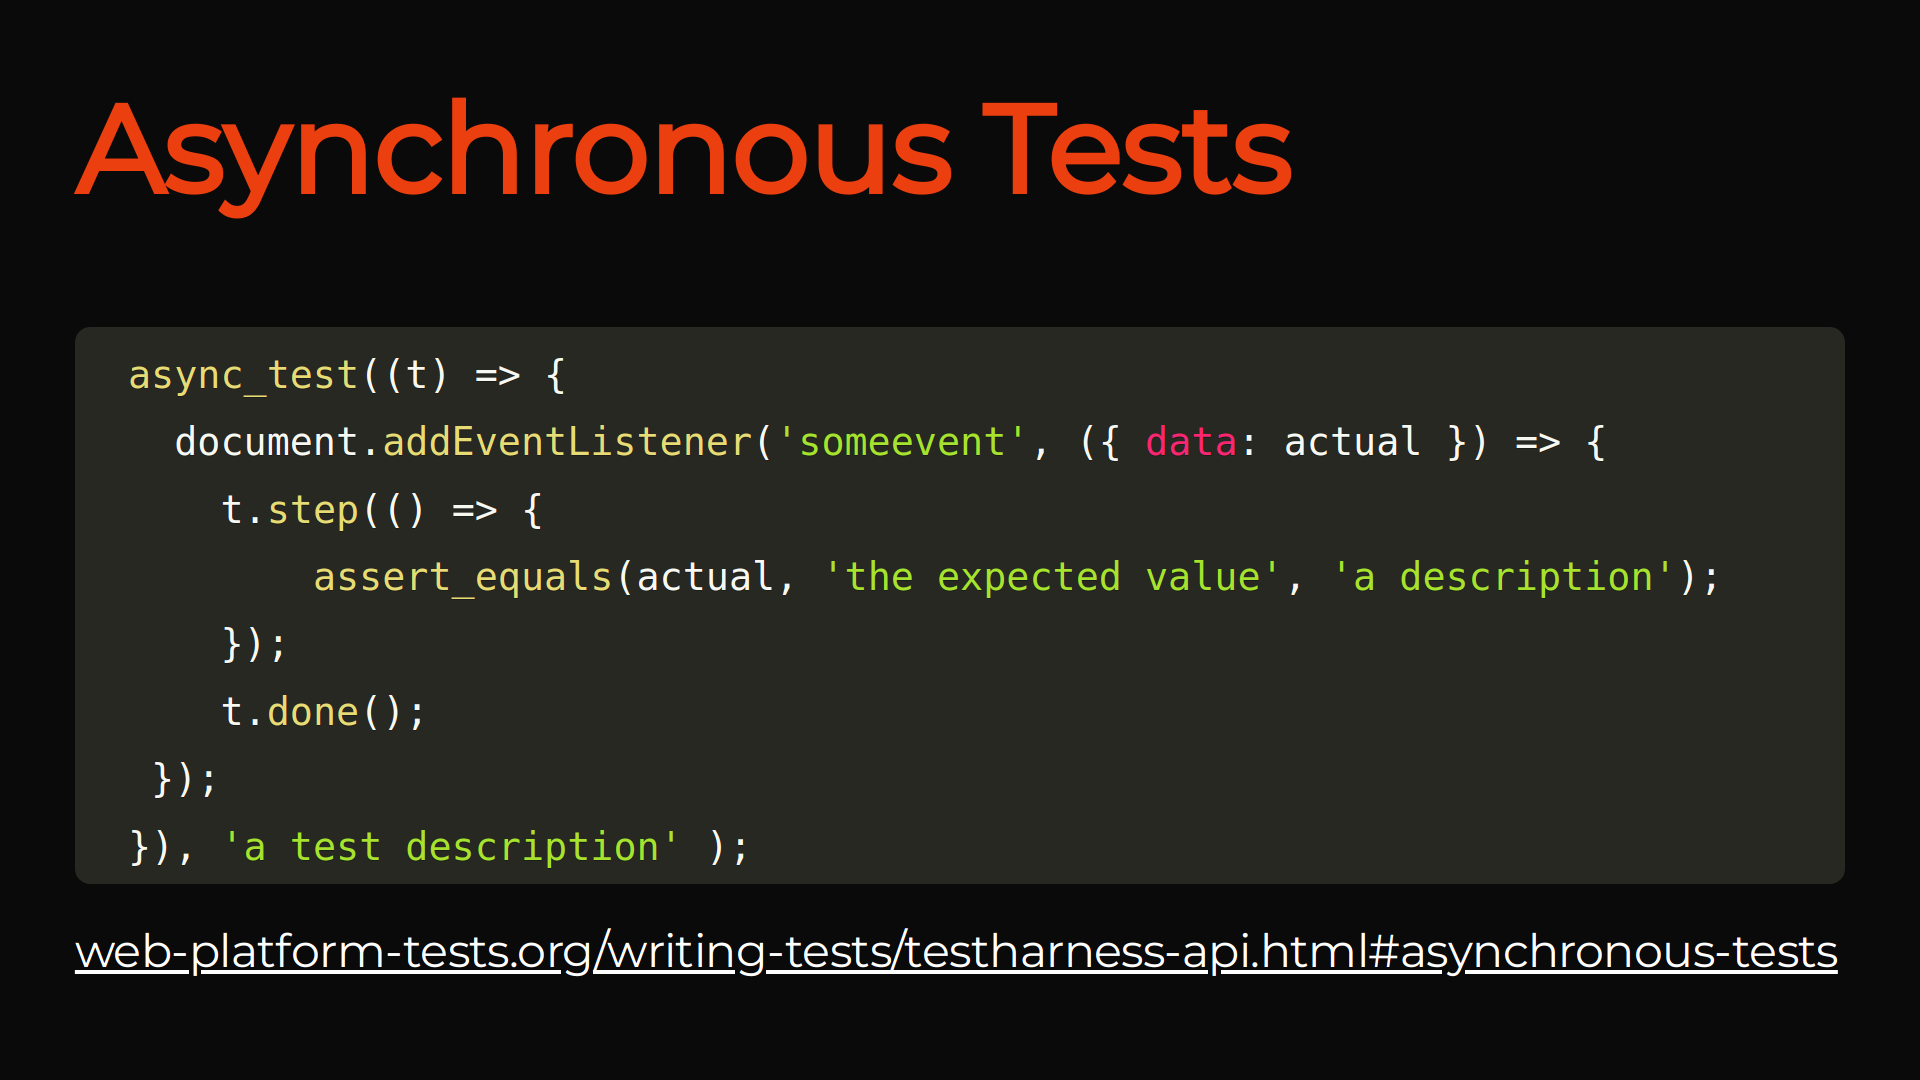 Asynchronous Tests
async_test((t) => {
  document.addEventListener('someevent', ({ data: actual }) => {
    t.step(() => {
        assert_equals(actual, 'the expected value', 'a description');
    });
    t.done();
 });
}), 'a test description' );
web-platform-tests.org/writing-tests/testharness-api.html#asynchronous-tests